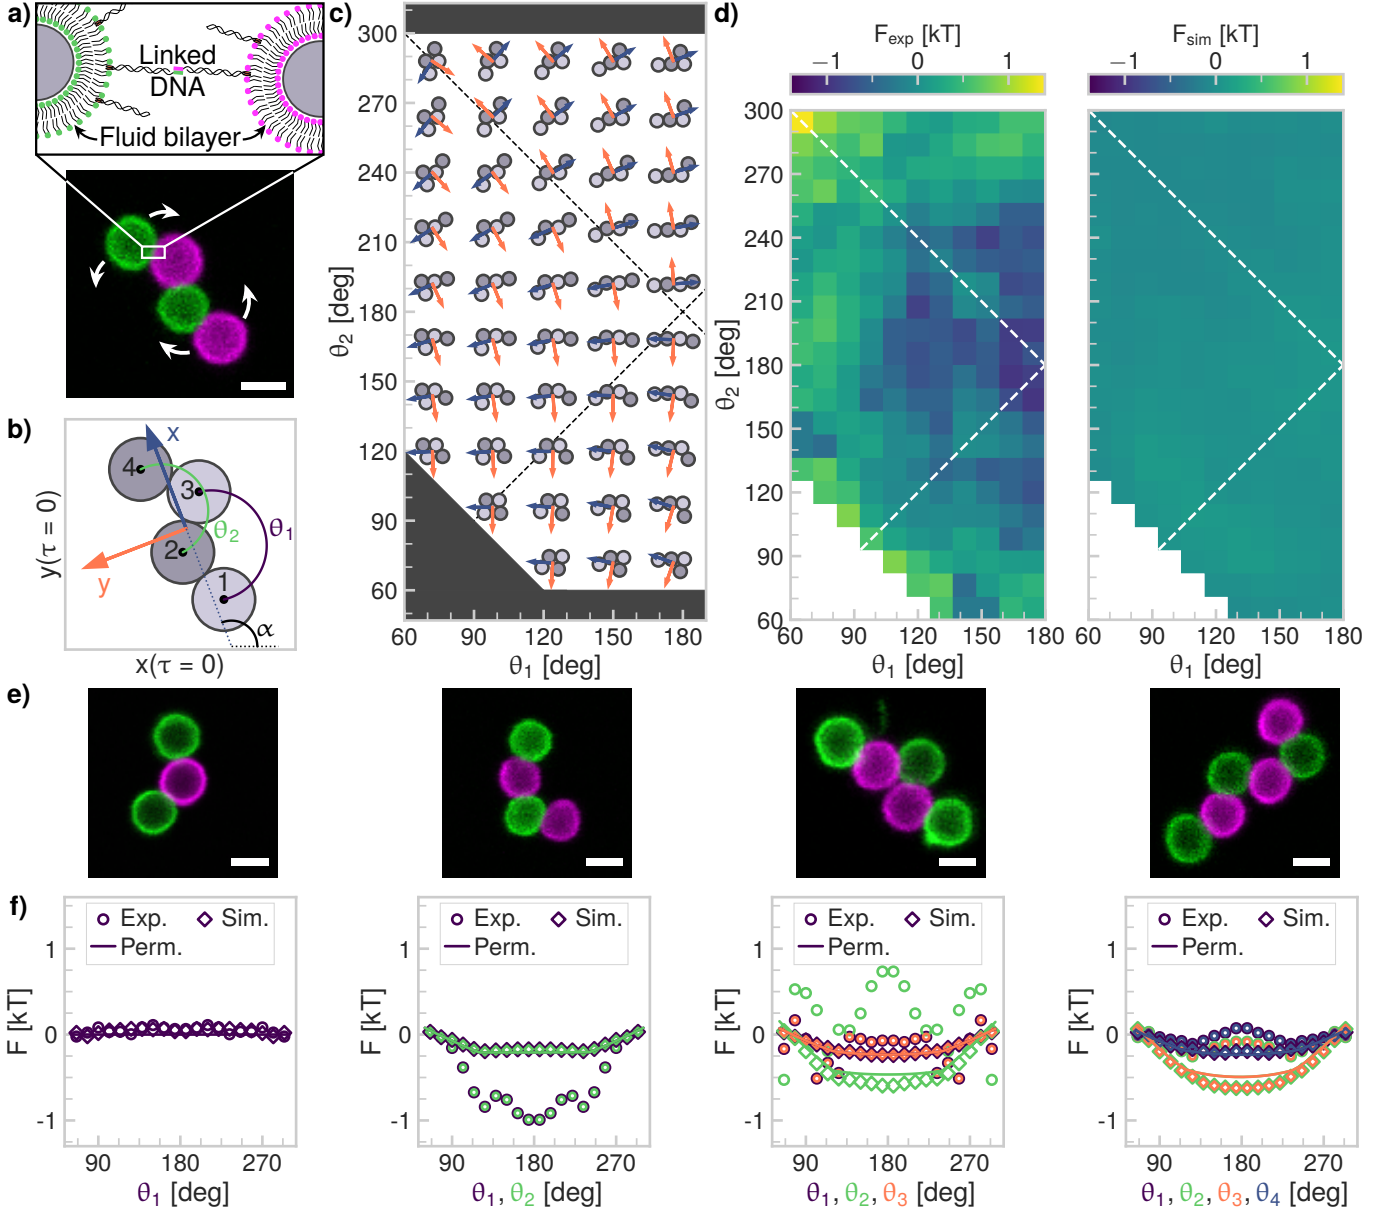 a)
Linked
DNA
Fluid bilayer
b)
x
4
3
θ1
θ2
2
y
1
α
y(τ = 0)
x(τ = 0)
c)
300
270
240
210
180
150
120
90
60
θ2 [deg]
60 90 120 150 180
θ1 [deg]
d)
Fexp [kT]
−1 0 1
Fsim [kT]
−1 0 1
300
270
240
210
180
150
120
90
60
θ2 [deg]
60 90 120 150 180
θ1 [deg]
60 90 120 150 180
θ1 [deg]
e)
f)
Exp. Sim.
Perm.
1
0
-1
F [kT]
90 180 270
θ1 [deg]
Exp. Sim.
Perm.
1
0
-1
F [kT]
90 180 270
θ1, θ2 [deg]
Exp. Sim.
Perm.
1
0
-1
F [kT]
90 180 270
θ1, θ2, θ3 [deg]
Exp. Sim.
Perm.
1
0
-1
F [kT]
90 180 270
θ1, θ2, θ3, θ4 [deg]